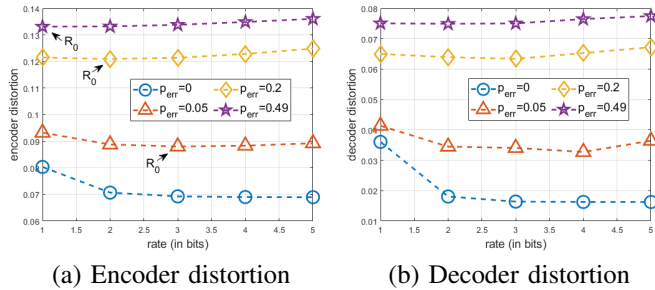 0.14
0.13
0.12
0.11
0.1
0.09
0.08
0.07
0.06
encoder distortion
R0
R0
R0
perr=0
perr=0.2
perr=0.05
perr=0.49
1 1.5 2 2.5 3 3.5 4 4.5 5
rate (in bits)
(a) Encoder distortion
0.08
0.07
0.06
0.05
0.04
0.03
0.02
0.01
decoder distortion
perr=0
perr=0.2
perr=0.05
perr=0.49
1 1.5 2 2.5 3 3.5 4 4.5 5
rate (in bits)
(b) Decoder distortion